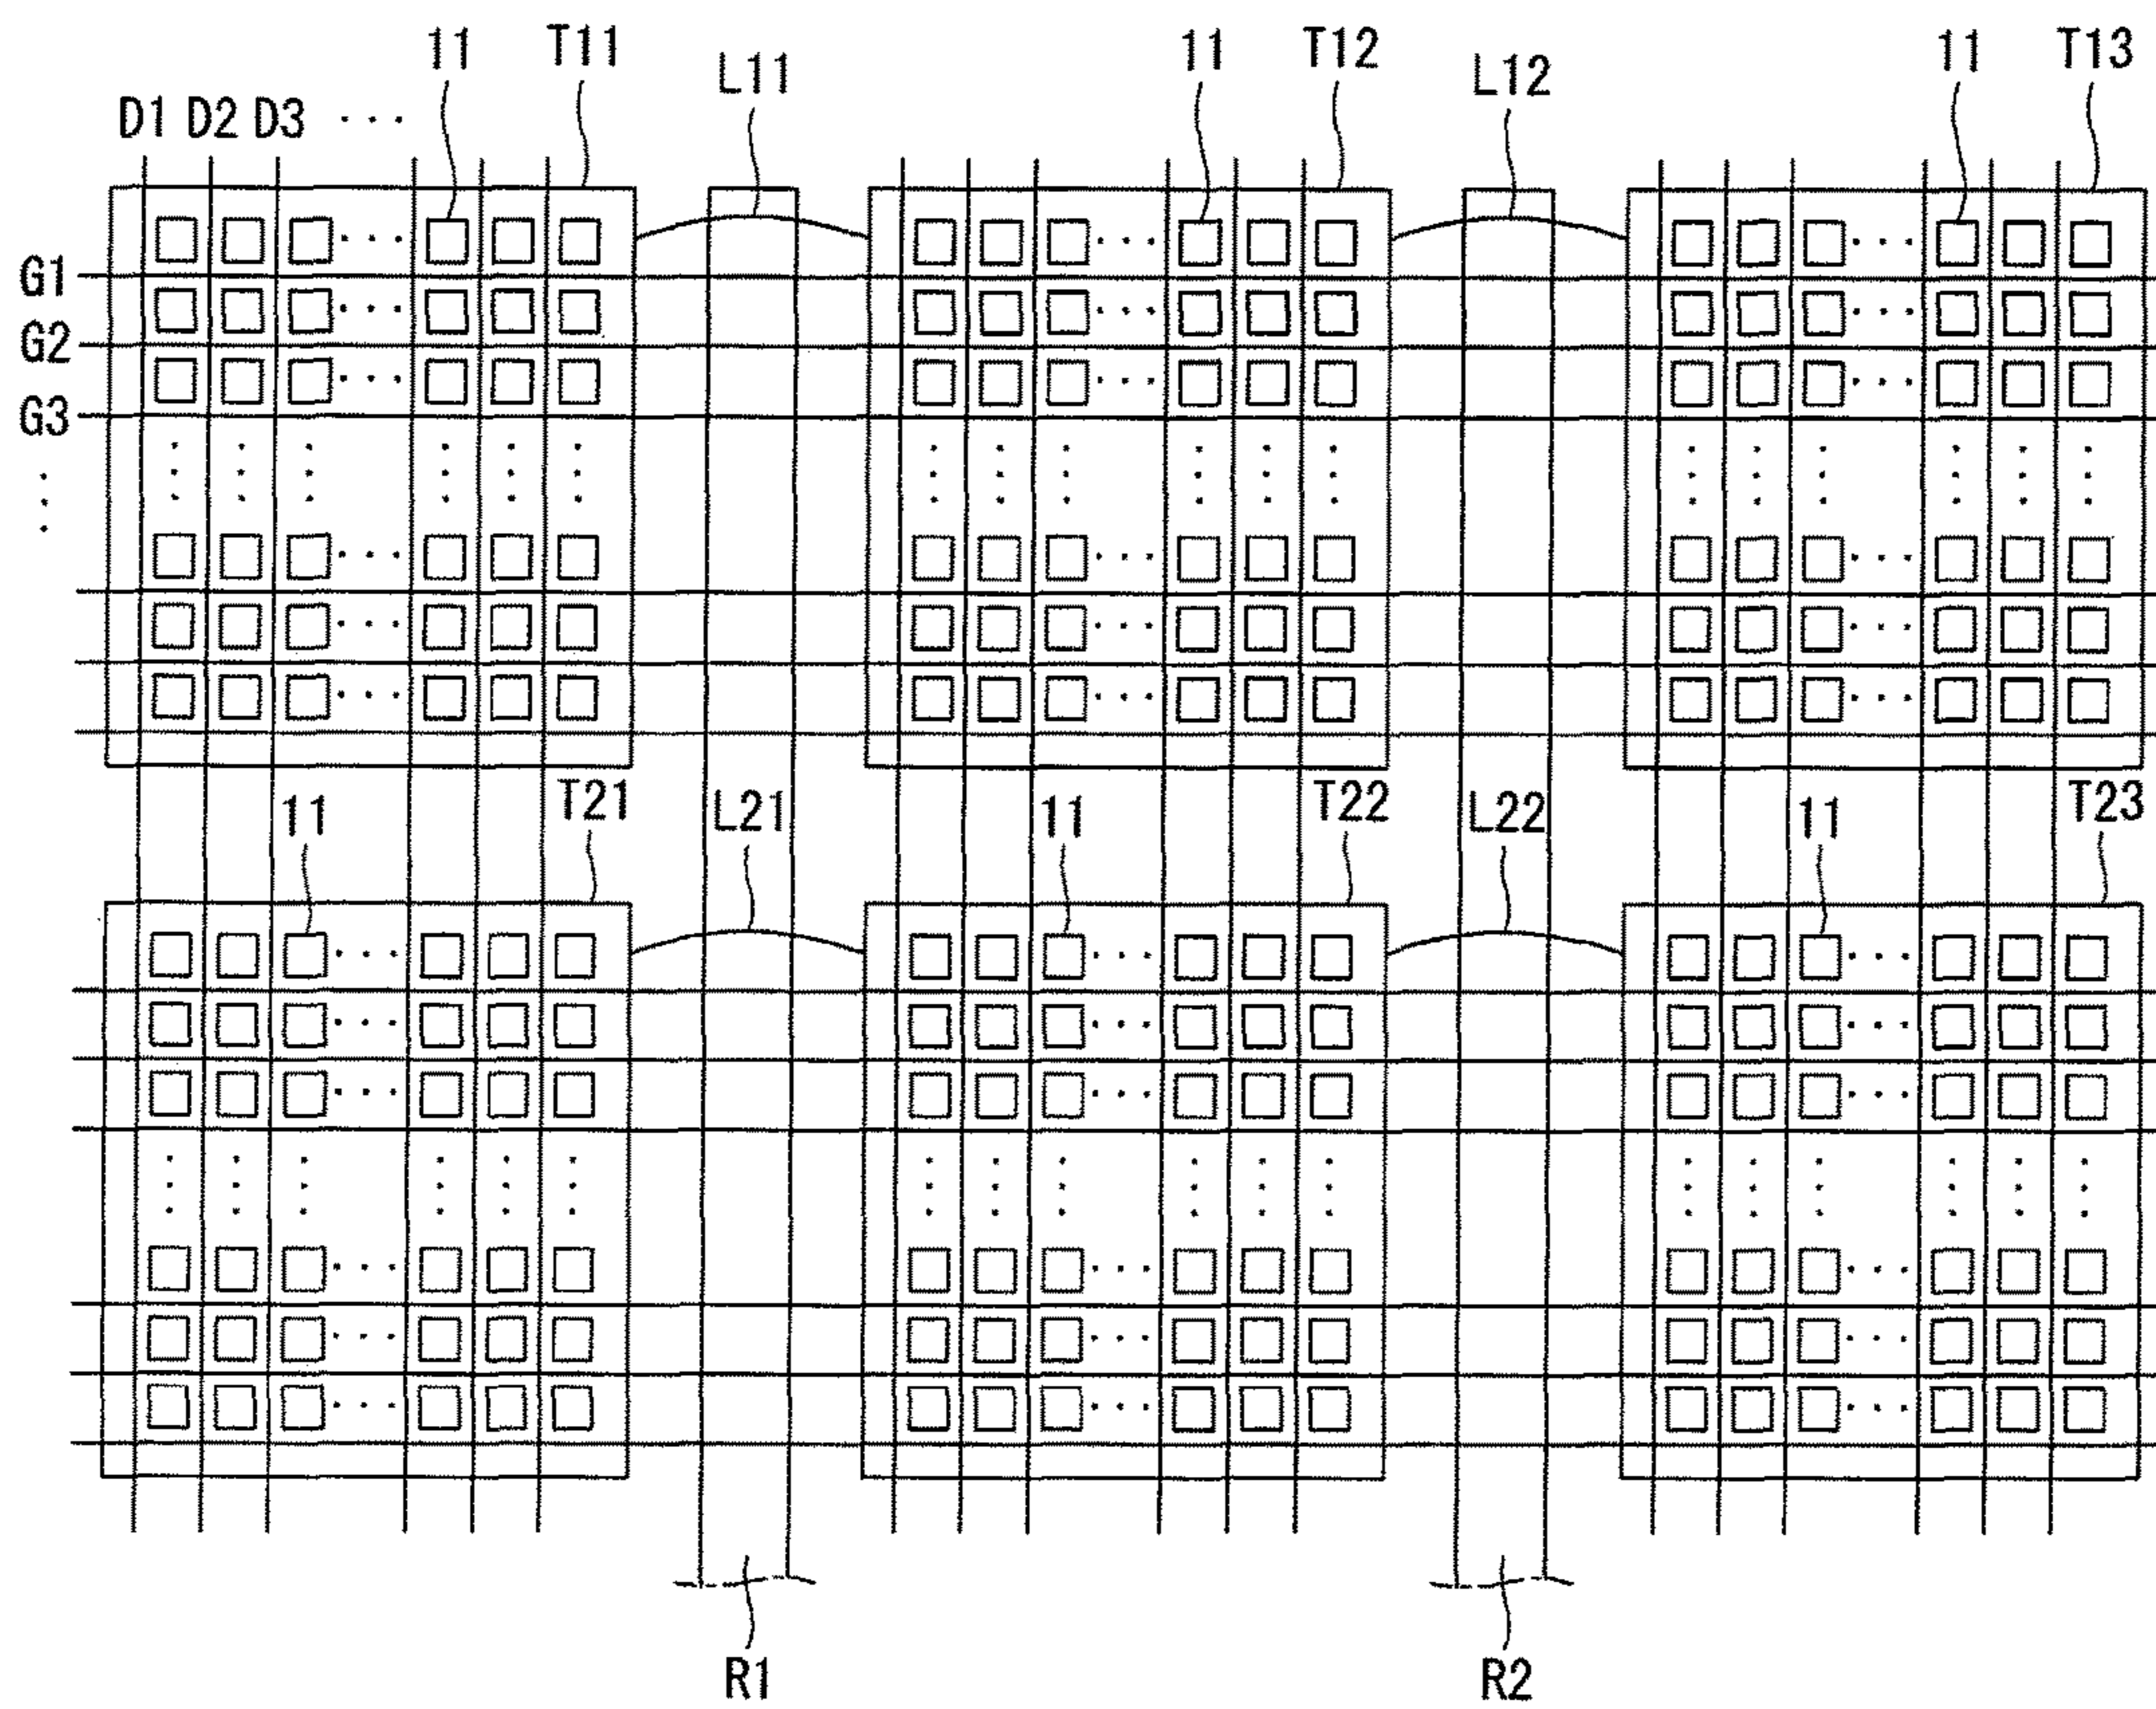 11 T11 L11 11 T12 L12 11 T13
D1 D2 D3 ...
G1
G2
G3
11 T21 L21 11 T22 L22 11 T23
R1 R2